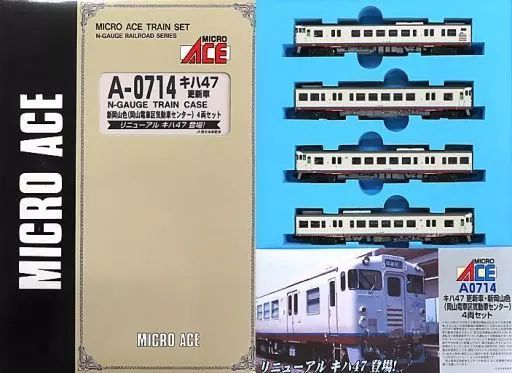 MICRO ACE
MICRO ACE TRAIN SET
N-GAUGE RAILROAD SERIES
MICRO
ACE
A-0714 キハ47
更新車
N-GAUGE TRAIN CASE
新岡山色(岡山電車区気動車センター) 4両セット
リニューアル キハ47 登場!
MICRO ACE
MICRO
ACE
A0714
キハ47 更新車・新岡山色
(岡山電車区気動車センター)
4両セット
リニューアル キハ47 登場!